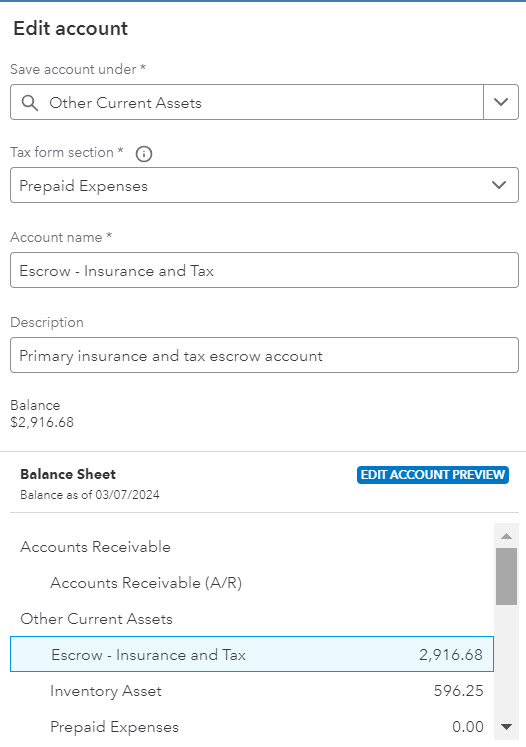 Edit account
Save account under *
Other Current Assets
Tax form section *
Prepaid Expenses
Account name *
Escrow - Insurance and Tax
Description
Primary insurance and tax escrow account
Balance
$2,916.68
Balance Sheet EDIT ACCOUNT PREVIEW
Balance as of 03/07/2024
Accounts Receivable
Accounts Receivable (A/R)
Other Current Assets
Escrow - Insurance and Tax 2,916.68
Inventory Asset 596.25
Prepaid Expenses 0.00